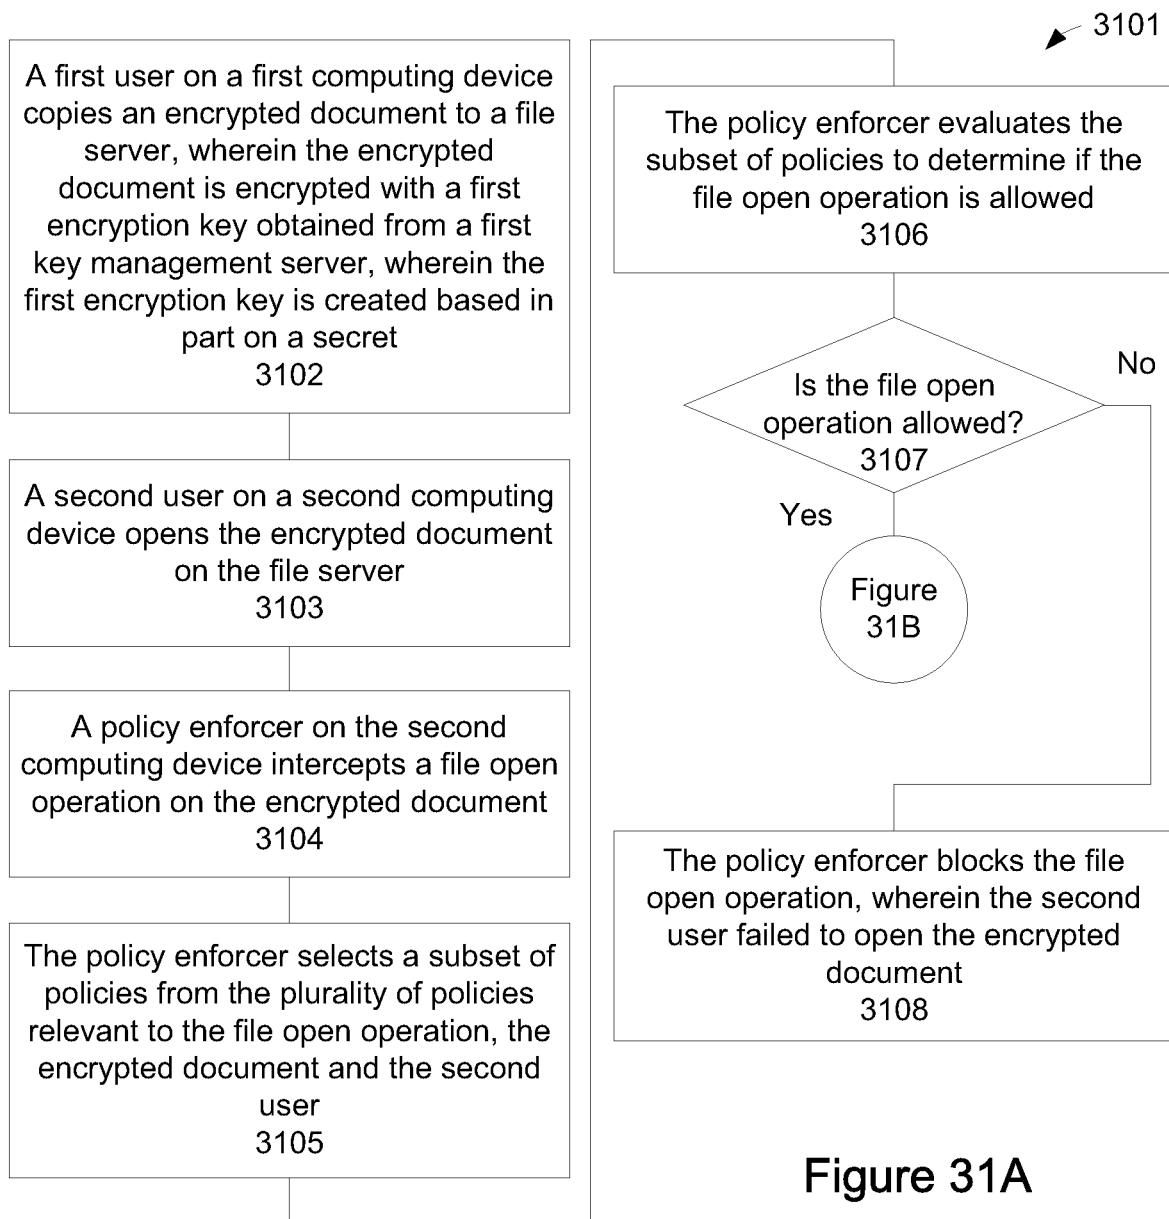 3101
A first user on a first computing device
copies an encrypted document to a file
server, wherein the encrypted
document is encrypted with a first
encryption key obtained from a first
key management server, wherein the
first encryption key is created based in
part on a secret
3102
A second user on a second computing
device opens the encrypted document
on the file server
3103
A policy enforcer on the second
computing device intercepts a file open
operation on the encrypted document
3104
The policy enforcer selects a subset of
policies from the plurality of policies
relevant to the file open operation, the
encrypted document and the second
user
3105
The policy enforcer evaluates the
subset of policies to determine if the
file open operation is allowed
3106
Is the file open
operation allowed?
3107
No
Yes
Figure
31B
The policy enforcer blocks the file
open operation, wherein the second
user failed to open the encrypted
document
3108
Figure 31A